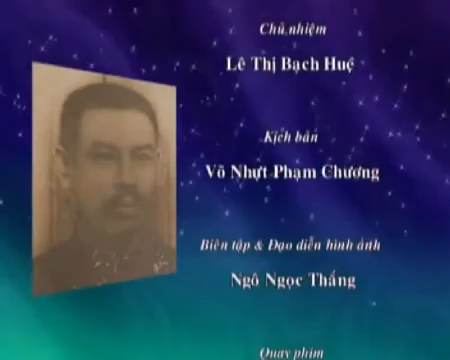 Chủ nhiệm
Lê Thị Bạch Huệ
Kịch bản
Võ Nhựt Phạm Chương
Biên tập & Đạo diễn hình ảnh
Ngô Ngọc Thắng
Quay phim